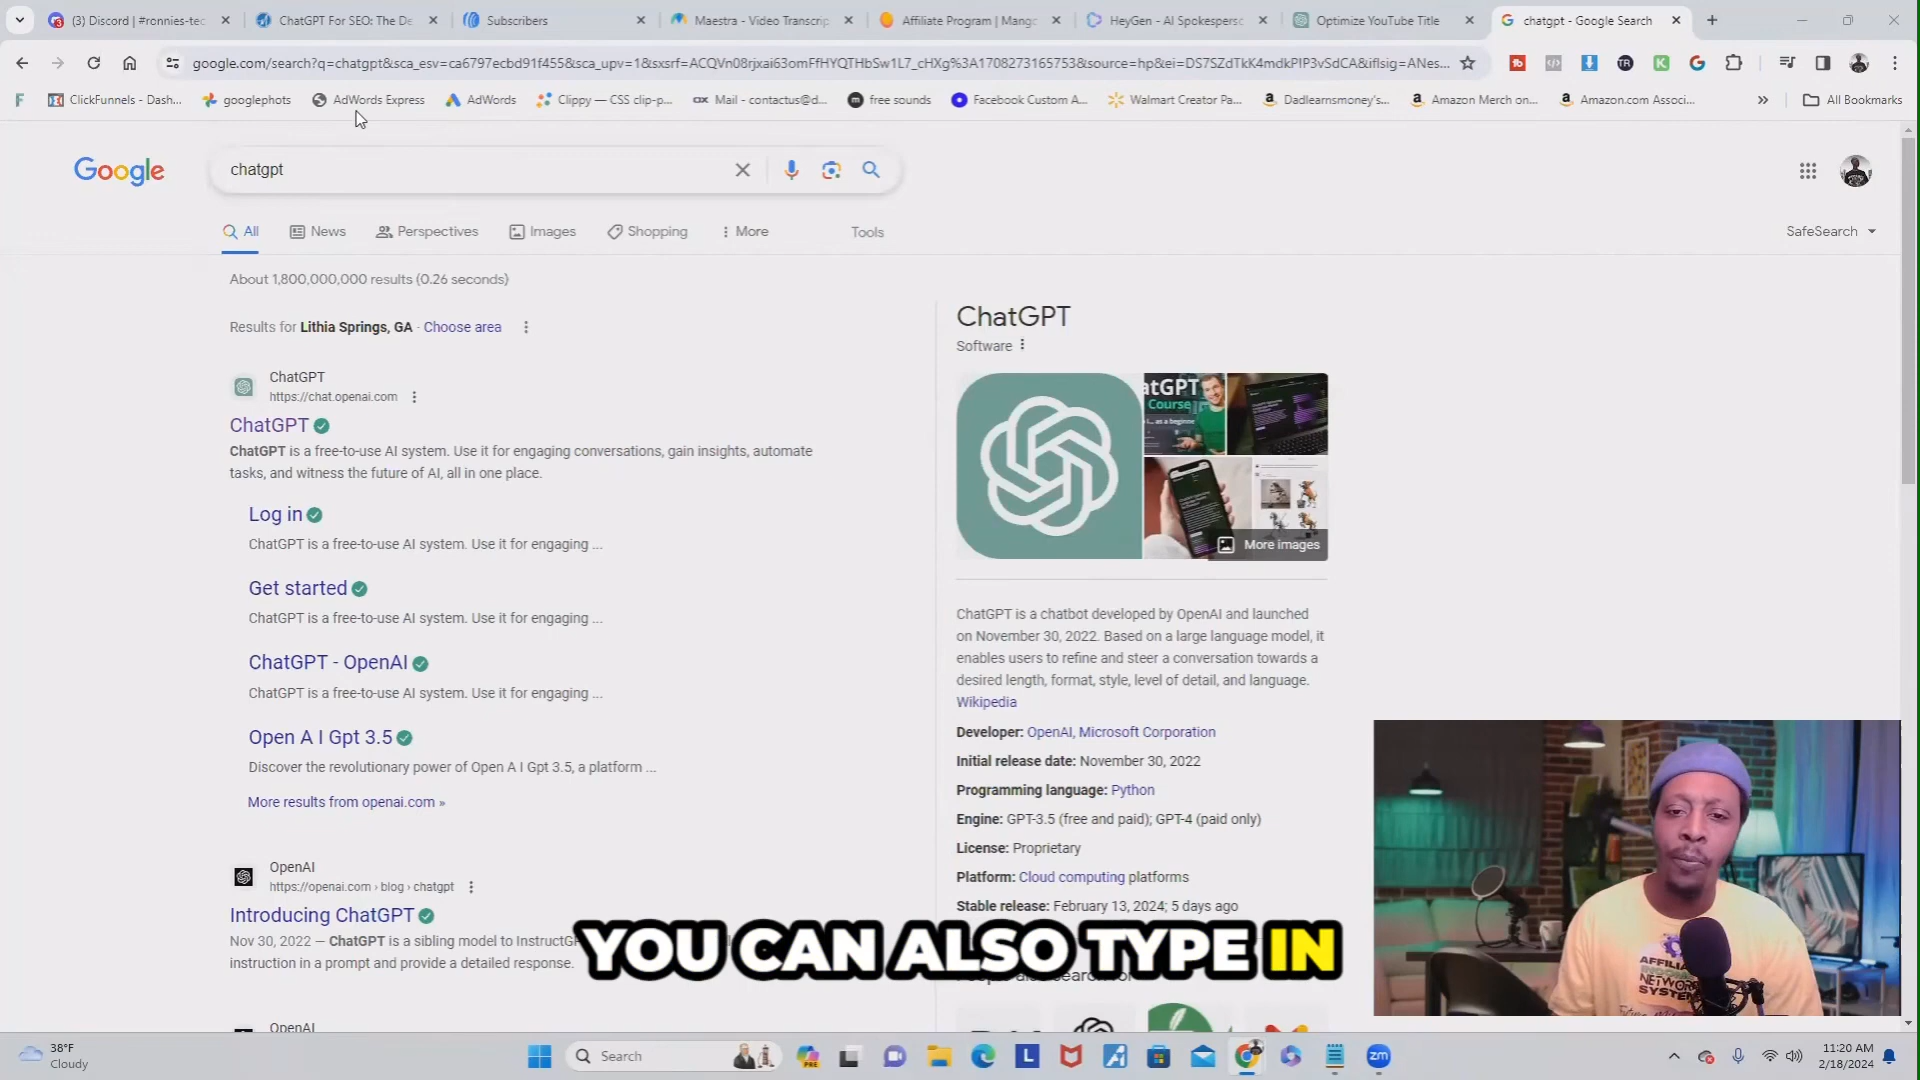 (3) Discord | #ronnies-tec
ChatGPT For SEO: The De
Subscribers
Maestra - Video Transcrip
Affiliate Program | Mang
HeyGen - AI Spokespersc
Optimize YouTube Title
chatgpt - Google Search
google.com/search?q=chatgpt&sca_esv=ca6797ecbd91f455&sca_upv=1&sxsrf=ACQVn08rjxai63omFfHYQTHbSw1L7_cHXg%3A1708273165753&source=hp&ei=DS7SZdTkK4mdkPIP3vSdCA&iflsig=ANes...
ClickFunnels - Dash...
googlephots
AdWords Express
AdWords
Clippy — CSS clip-p...
Mail - contactus@d...
free sounds
Facebook Custom A...
Walmart Creator Pa...
Dadlearnsmoney's...
Amazon Merch on...
Amazon.com Associ...
All Bookmarks
Google
chatgpt
All
News
Perspectives
Images
Shopping
More
Tools
SafeSearch
About 1,800,000,000 results (0.26 seconds)
Results for Lithia Springs, GA · Choose area
ChatGPT
https://chat.openai.com
ChatGPT
ChatGPT is a free-to-use AI system. Use it for engaging conversations, gain insights, automate
tasks, and witness the future of AI, all in one place.
Log in
ChatGPT is a free-to-use AI system. Use it for engaging ...
Get started
ChatGPT is a free-to-use AI system. Use it for engaging ...
ChatGPT - OpenAI
ChatGPT is a free-to-use AI system. Use it for engaging ...
Open A I Gpt 3.5
Discover the revolutionary power of Open A I Gpt 3.5, a platform ...
More results from openai.com »
OpenAI
https://openai.com › blog › chatgpt
Introducing ChatGPT
Nov 30, 2022 — ChatGPT is a sibling model to InstructG
instruction in a prompt and provide a detailed response.
OpenAI
ChatGPT
Software
atGPT
Course
More images
ChatGPT is a chatbot developed by OpenAI and launched
on November 30, 2022. Based on a large language model, it
enables users to refine and steer a conversation towards a
desired length, format, style, level of detail, and language.
Wikipedia
Developer: OpenAI, Microsoft Corporation
Initial release date: November 30, 2022
Programming language: Python
Engine: GPT-3.5 (free and paid); GPT-4 (paid only)
License: Proprietary
Platform: Cloud computing platforms
Stable release: February 13, 2024; 5 days ago
YOU CAN ALSO TYPE IN
AFFILIA
INCOME
NETWORK
SYSTEM
38°F
Cloudy
Search
PRE
L
zm
11:20 AM
2/18/2024